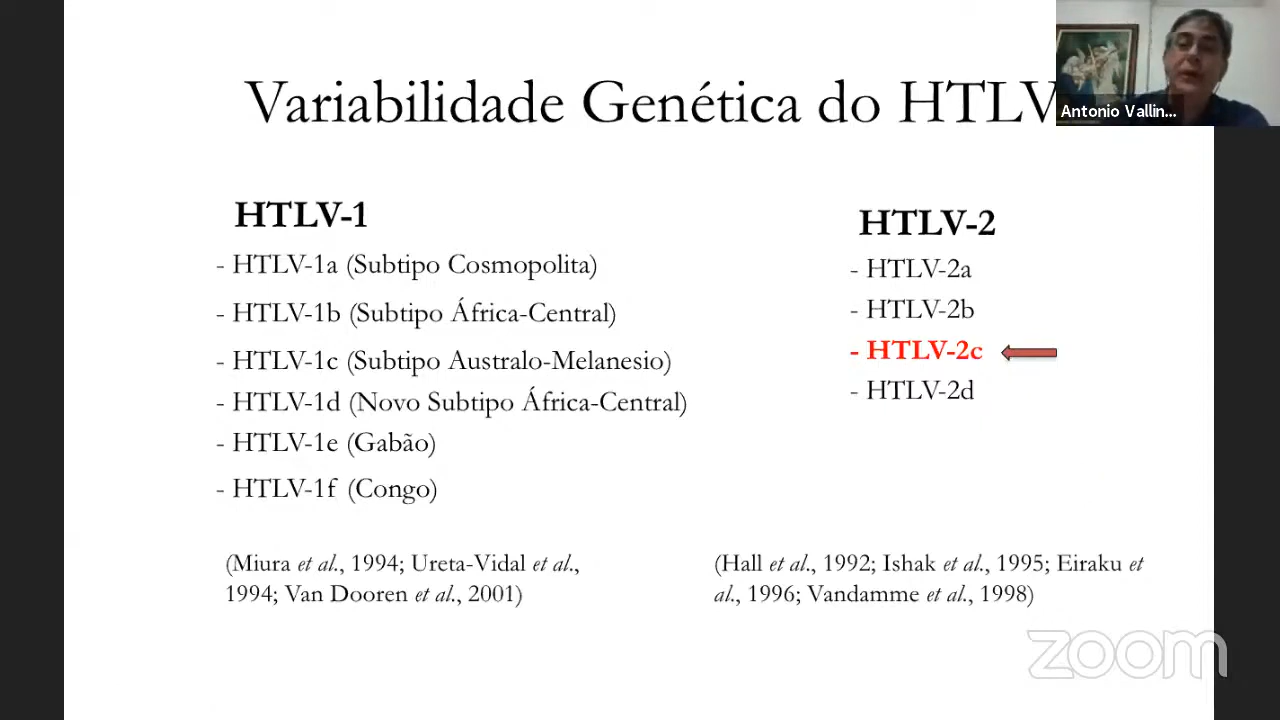 Variabilidade Genética do HTLV
Antonio Vallin...
HTLV-1
- HTLV-1a (Subtipo Cosmopolita)
- HTLV-1b (Subtipo África-Central)
- HTLV-1c (Subtipo Australo-Melanesio)
- HTLV-1d (Novo Subtipo África-Central)
- HTLV-1e (Gabão)
- HTLV-1f (Congo)
(Miura et al., 1994; Ureta-Vidal et al.,
1994; Van Dooren et al., 2001)
HTLV-2
- HTLV-2a
- HTLV-2b
- HTLV-2c
- HTLV-2d
(Hall et al., 1992; Ishak et al., 1995; Eiraku et
al., 1996; Vandamme et al., 1998)
zoom